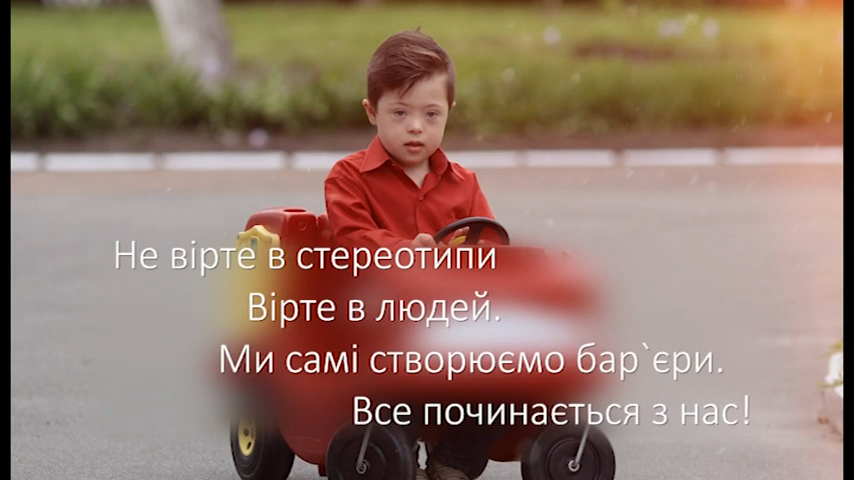 Не вірте в стереотипи
Вірте в людей.
Ми самі створюємо бар`єри.
Все починається з нас!